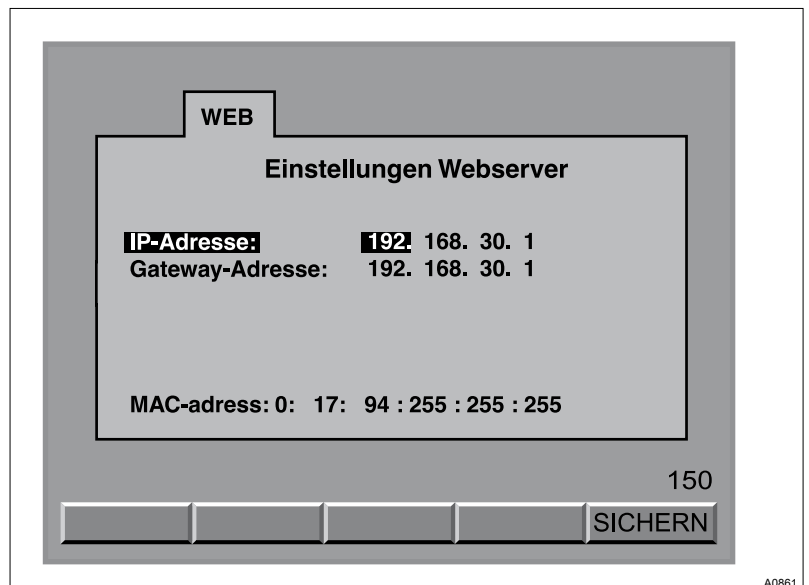 WEB
Einstellungen Webserver
IP-Adresse: 192. 168. 30. 1
Gateway-Adresse: 192. 168. 30. 1
MAC-adress: 0: 17: 94 : 255 : 255 : 255
150
SICHERN
A0861